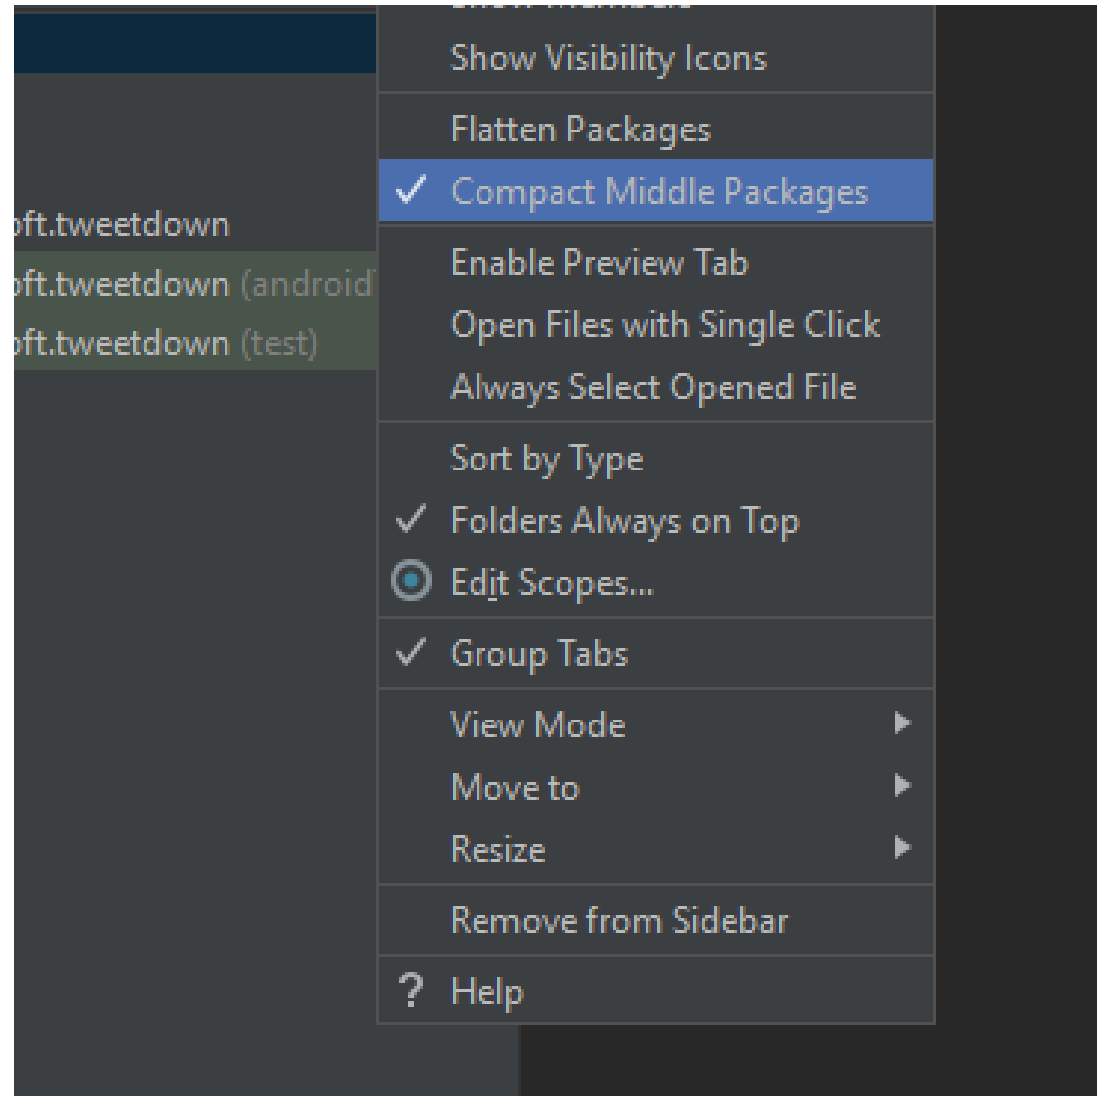 Show Visibility Icons
Flatten Packages
Compact Middle Packages
oft.tweetdown
Enable Preview Tab
oft.tweetdown (android
Open Files with Single Click
oft.tweetdown (test)
Always Select Opened File
Sort by Type
Folders Always on Top
Edit Scopes...
Group Tabs
View Mode
Move to
Resize
Remove from Sidebar
? Help